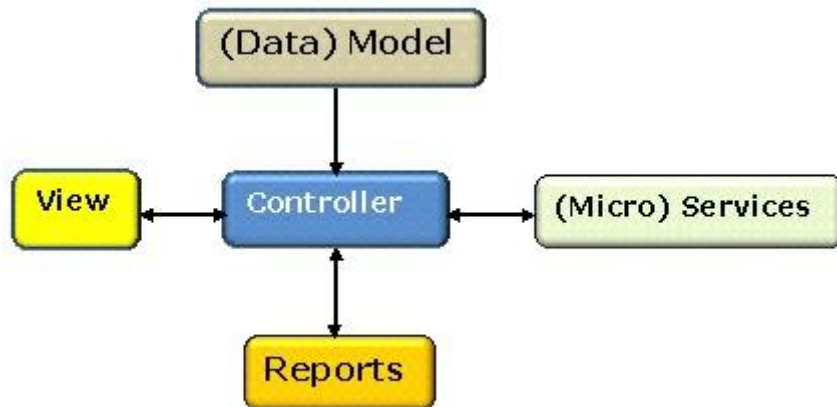 (Data) Model
View
Controller
(Micro) Services
Reports